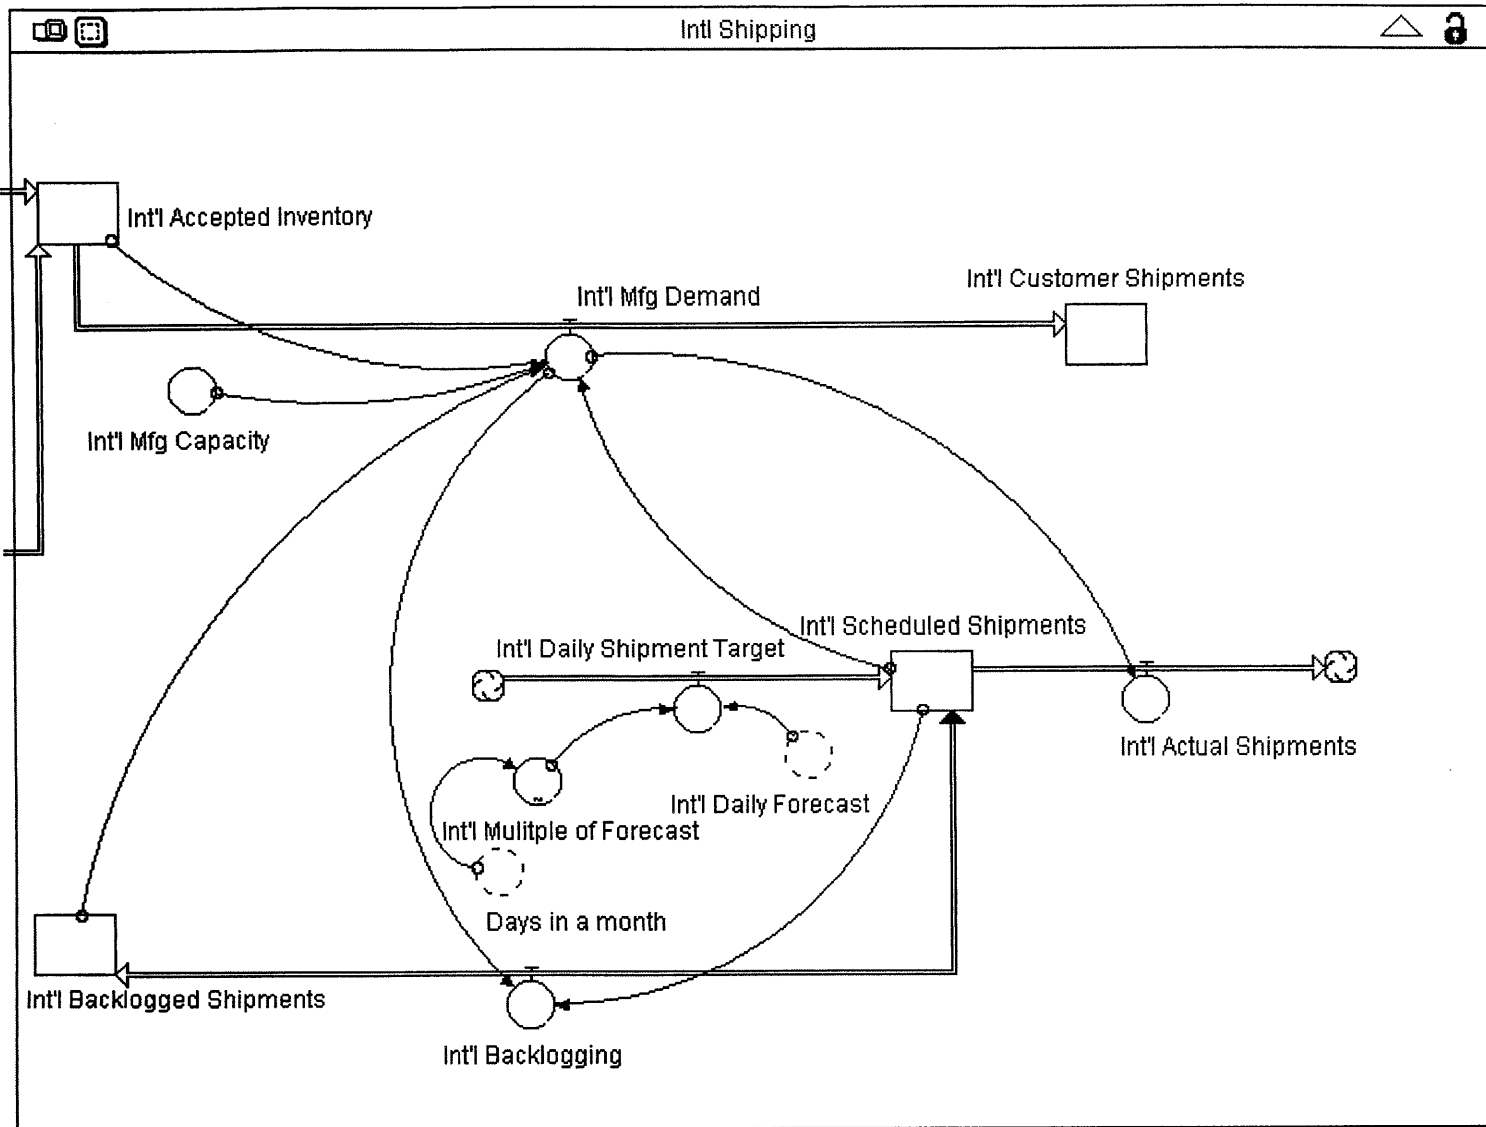 Intl Shipping
Int'l Accepted Inventory
Int'l Customer Shipments
Int'l Mfg Demand
Int'l Mfg Capacity
Int'l Scheduled Shipments
Int'l Daily Shipment Target
Int'l Actual Shipments
Int'l Daily Forecast
Int'l Mulitple of Forecast
Days in a month
Int'l Backlogged Shipments
Int'l Backlogging